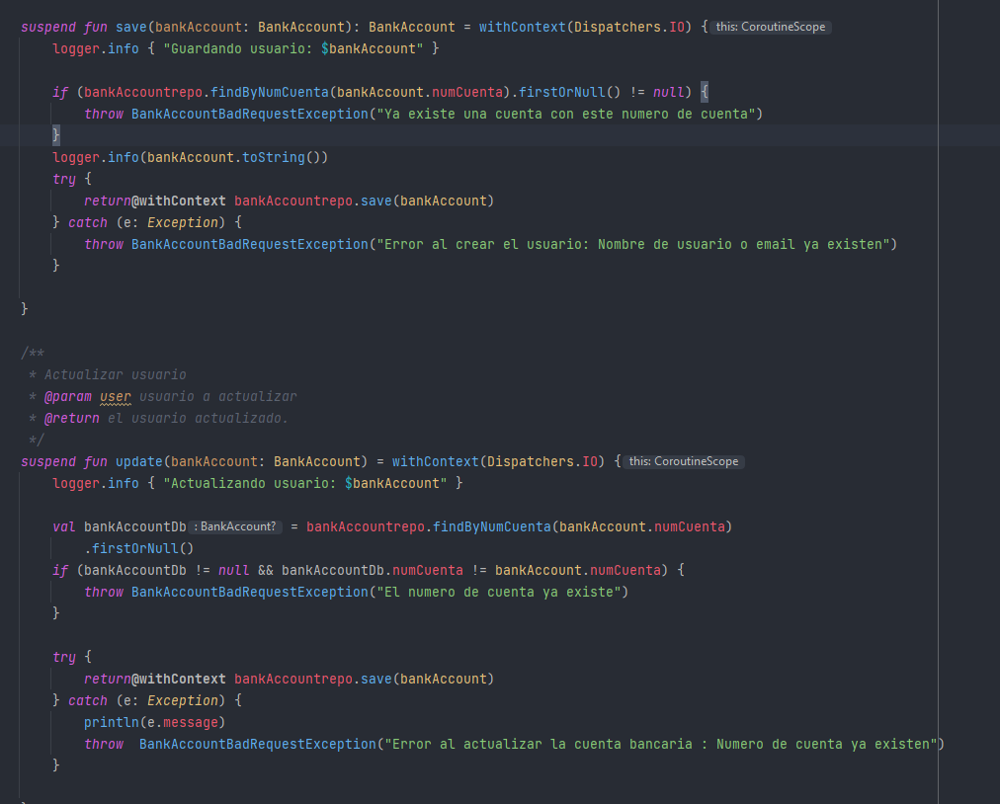 suspend fun save(bankAccount: BankAccount): BankAccount = withContext(Dispatchers.IO) { this: CoroutineScope
    logger.info { "Guardando usuario: $bankAccount" }

    if (bankAccountrepo.findByNumCuenta(bankAccount.numCuenta).firstOrNull() != null) {
        throw BankAccountBadRequestException("Ya existe una cuenta con este numero de cuenta")
    }
    logger.info(bankAccount.toString())
    try {
        return@withContext bankAccountrepo.save(bankAccount)
    } catch (e: Exception) {
        throw BankAccountBadRequestException("Error al crear el usuario: Nombre de usuario o email ya existen")
    }

}

/**
 * Actualizar usuario
 * @param user usuario a actualizar
 * @return el usuario actualizado.
 */
suspend fun update(bankAccount: BankAccount) = withContext(Dispatchers.IO) { this: CoroutineScope
    logger.info { "Actualizando usuario: $bankAccount" }

    val bankAccountDb : BankAccount? = bankAccountrepo.findByNumCuenta(bankAccount.numCuenta)
        .firstOrNull()
    if (bankAccountDb != null && bankAccountDb.numCuenta != bankAccount.numCuenta) {
        throw BankAccountBadRequestException("El numero de cuenta ya existe")
    }

    try {
        return@withContext bankAccountrepo.save(bankAccount)
    } catch (e: Exception) {
        println(e.message)
        throw  BankAccountBadRequestException("Error al actualizar la cuenta bancaria : Numero de cuenta ya existen")
    }